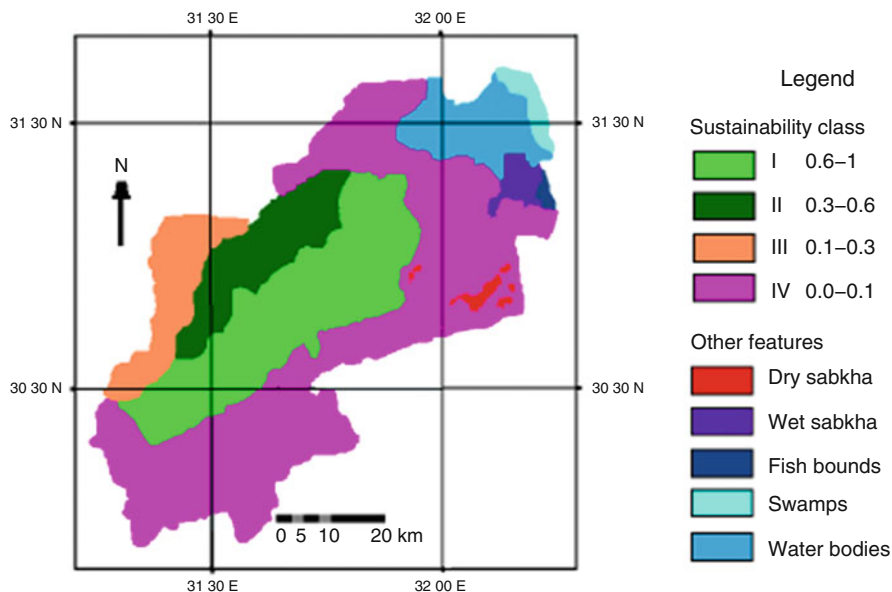 31 30 E
32 00 E
31 30 N
31 30 N
N
30 30 N
30 30 N
0 5 10 20 km
31 30 E
32 00 E
Legend
Sustainability class
I 0.6–1
II 0.3–0.6
III 0.1–0.3
IV 0.0–0.1
Other features
Dry sabkha
Wet sabkha
Fish bounds
Swamps
Water bodies